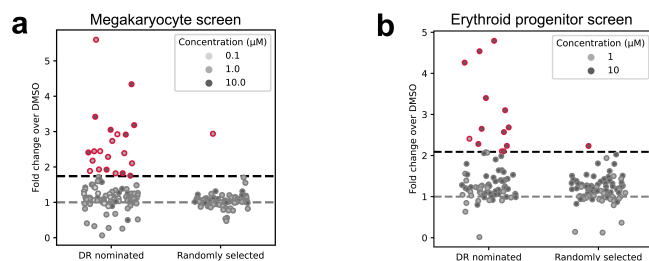 a
Megakaryocyte screen
Fold change over DMSO
5
4
3
2
1
0
Concentration (μM)
0.1
1.0
10.0
DR nominated
Randomly selected
b
Erythroid progenitor screen
Fold change over DMSO
5
4
3
2
1
0
Concentration (μM)
1
10
DR nominated
Randomly selected